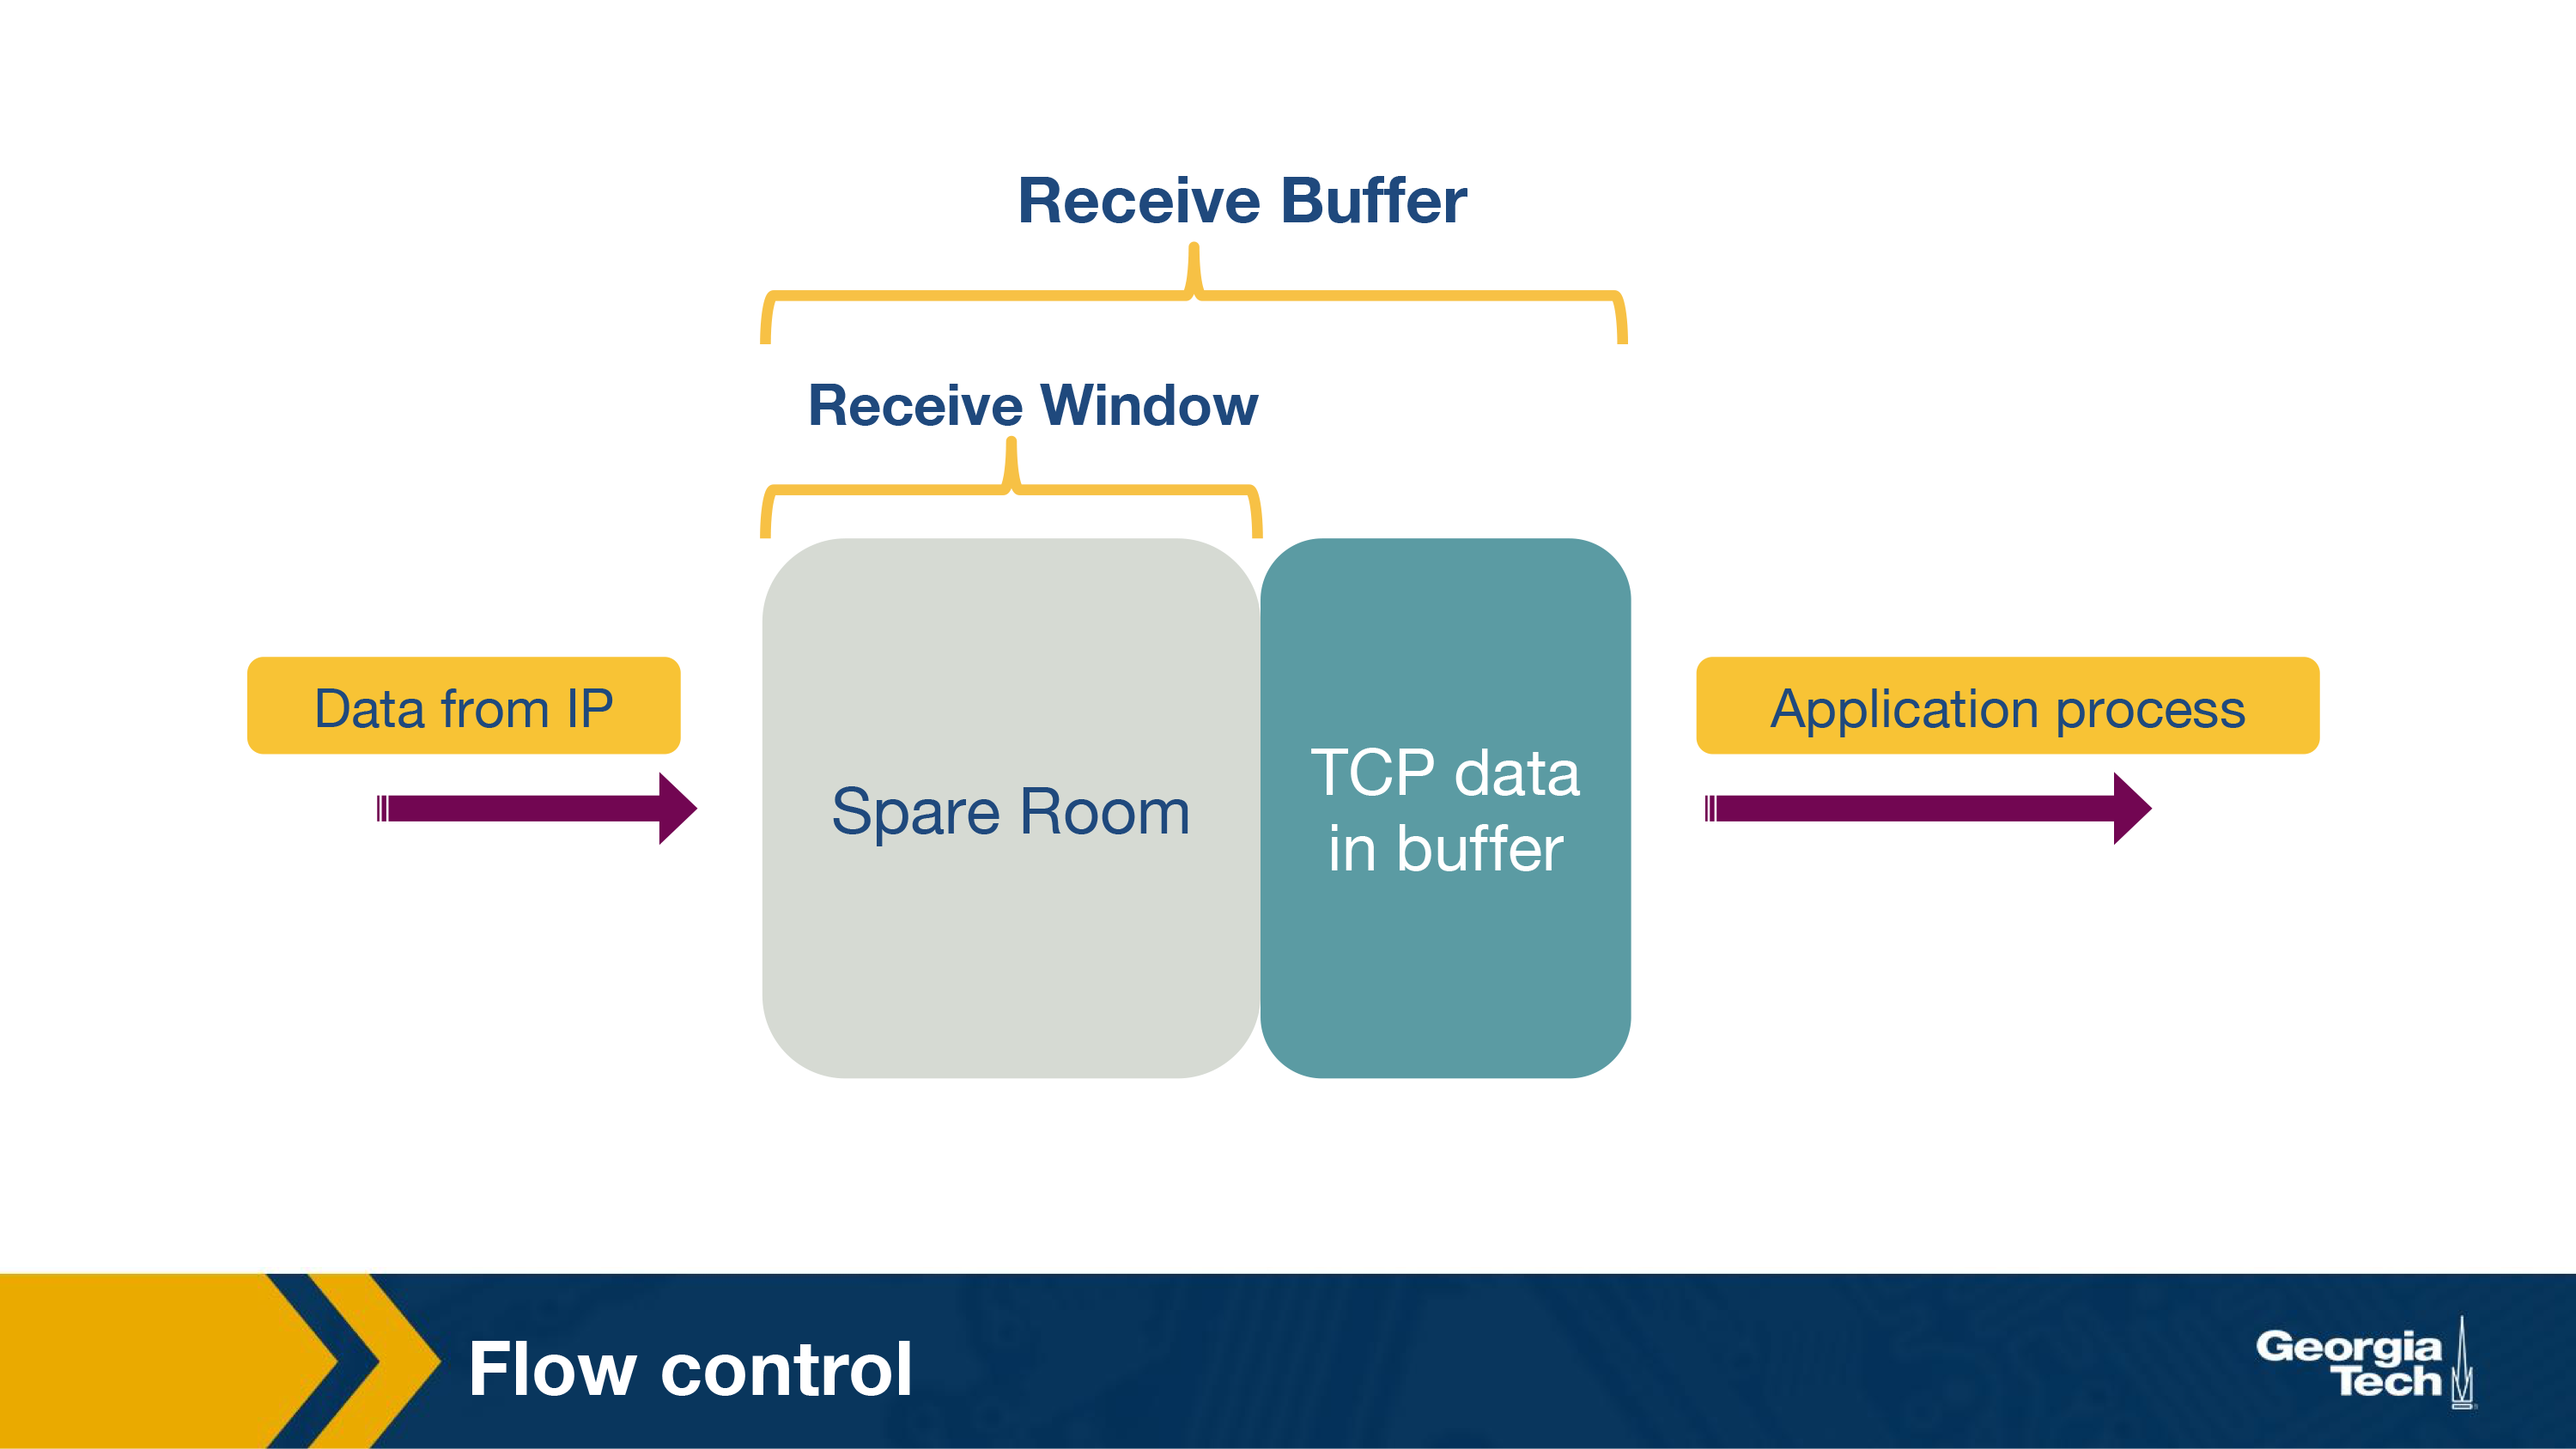 Receive Buffer
Receive Window
Data from IP
Spare Room
TCP data
in buffer
Application process
Flow control
Georgia
Tech